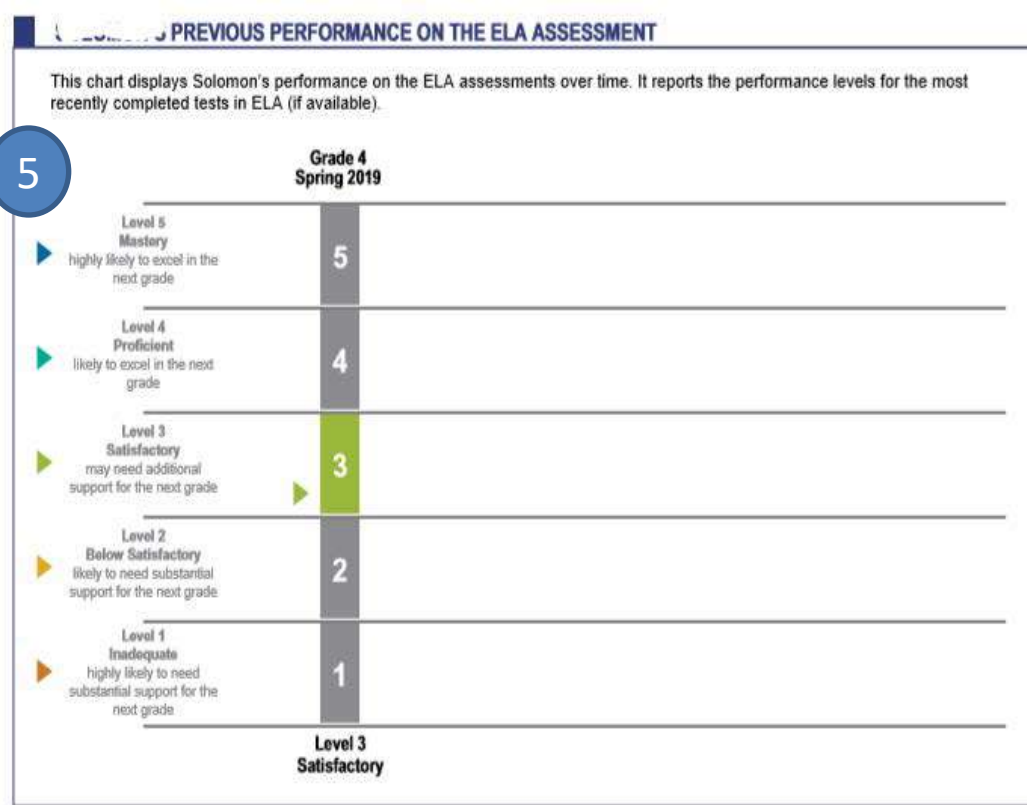 PREVIOUS PERFORMANCE ON THE ELA ASSESSMENT
This chart displays Solomon's performance on the ELA assessments over time. It reports the performance levels for the most
recently completed tests in ELA (if available).
5
Grade 4
Spring 2019
Level 5
Mastery
highly likely to excel in the
next grade
5
Level 4
Proficient
likely to excel in the next
grade
4
Level 3
Satisfactory
may need additional
support for the next grade
3
Level 2
Below Satisfactory
likely to need substantial
support for the next grade
2
Level 1
Inadequate
highly likely to need
substantial support for the
next grade
1
Level 3
Satisfactory